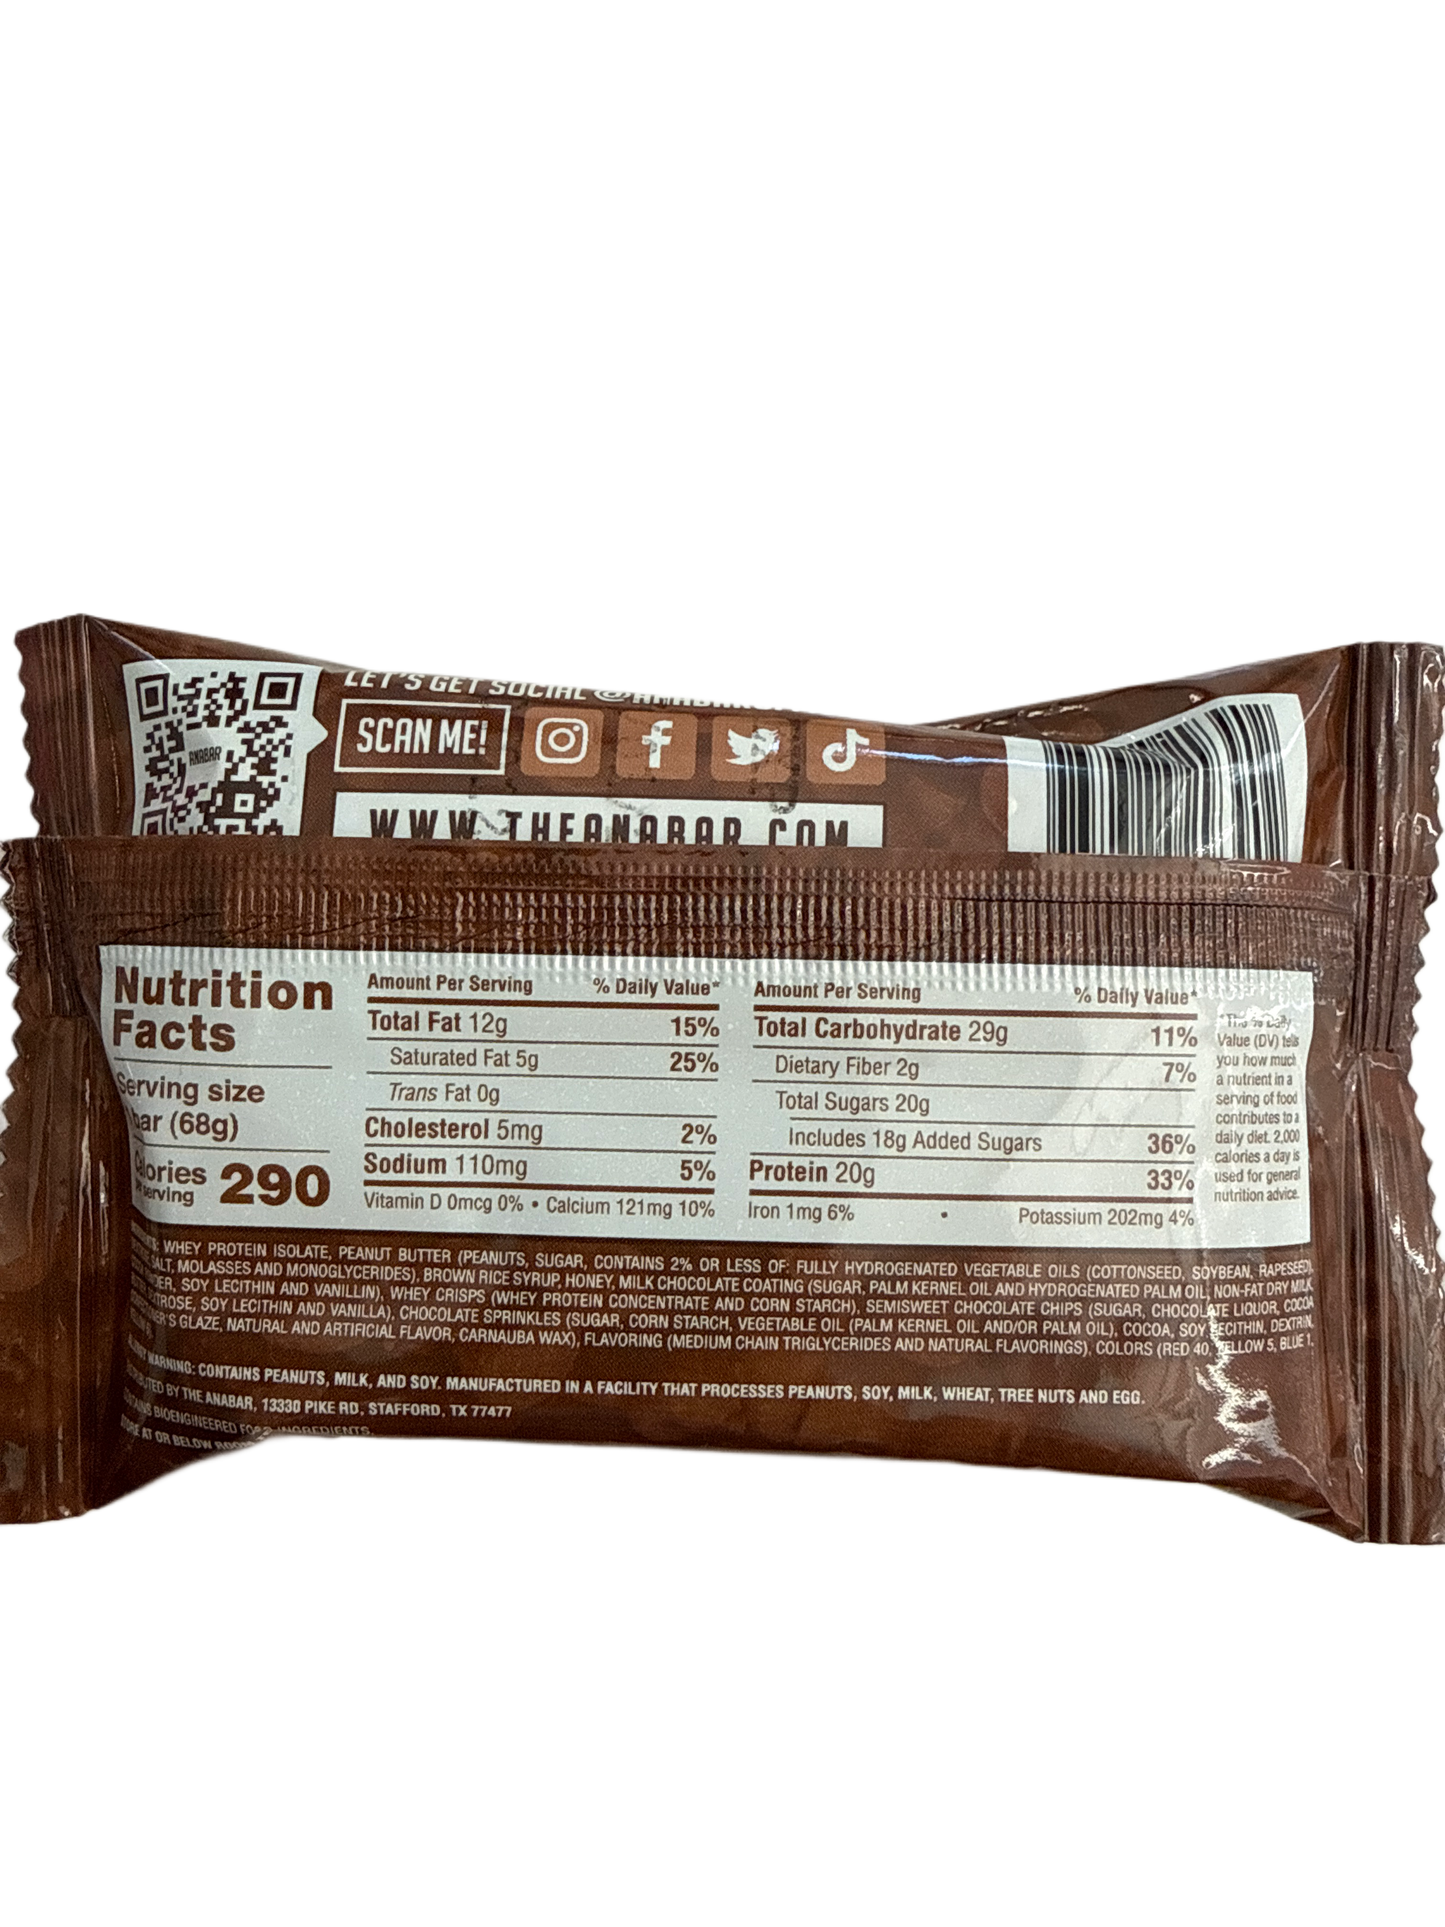 LET'S GET SOCIAL
SCAN ME!
ANABAR
WWW.THEANABAR.COM
Nutrition
Facts
Serving size
bar (68g)
Calories
serving
290
Amount Per Serving % Daily Value*
Total Fat 12g 15%
Saturated Fat 5g 25%
Trans Fat 0g
Cholesterol 5mg 2%
Sodium 110mg 5%
Vitamin D 0mcg 0% • Calcium 121mg 10%
Amount Per Serving % Daily Value*
Total Carbohydrate 29g 11%
Dietary Fiber 2g 7%
Total Sugars 20g
Includes 18g Added Sugars 36%
Protein 20g 33%
Iron 1mg 6% • Potassium 202mg 4%
*The % Daily
Value (DV) tells
you how much
a nutrient in a
serving of food
contributes to a
daily diet. 2,000
calories a day is
used for general
nutrition advice.
WHEY PROTEIN ISOLATE, PEANUT BUTTER (PEANUTS, SUGAR, CONTAINS 2% OR LESS OF: FULLY HYDROGENATED VEGETABLE OILS (COTTONSEED, SOYBEAN, RAPESEED),
SALT, MOLASSES AND MONOGLYCERIDES), BROWN RICE SYRUP, HONEY, MILK CHOCOLATE COATING (SUGAR, PALM KERNEL OIL AND HYDROGENATED PALM OIL, NON-FAT DRY MILK,
SOY LECITHIN AND VANILLIN), WHEY CRISPS (WHEY PROTEIN CONCENTRATE AND CORN STARCH), SEMISWEET CHOCOLATE CHIPS (SUGAR, CHOCOLATE LIQUOR, COCOA
SOY LECITHIN AND VANILLA), CHOCOLATE SPRINKLES (SUGAR, CORN STARCH, VEGETABLE OIL (PALM KERNEL OIL AND/OR PALM OIL), COCOA, SOY LECITHIN, DEXTRIN,
GLAZE, NATURAL AND ARTIFICIAL FLAVOR, CARNAUBA WAX), FLAVORING (MEDIUM CHAIN TRIGLYCERIDES AND NATURAL FLAVORINGS), COLORS (RED 40, YELLOW 5, BLUE 1.
WARNING: CONTAINS PEANUTS, MILK, AND SOY. MANUFACTURED IN A FACILITY THAT PROCESSES PEANUTS, SOY, MILK, WHEAT, TREE NUTS AND EGG.
BY THE ANABAR, 13330 PIKE RD, STAFFORD, TX 77477
BIOENGINEERED FOOD INGREDIENTS
AT OR BELOW